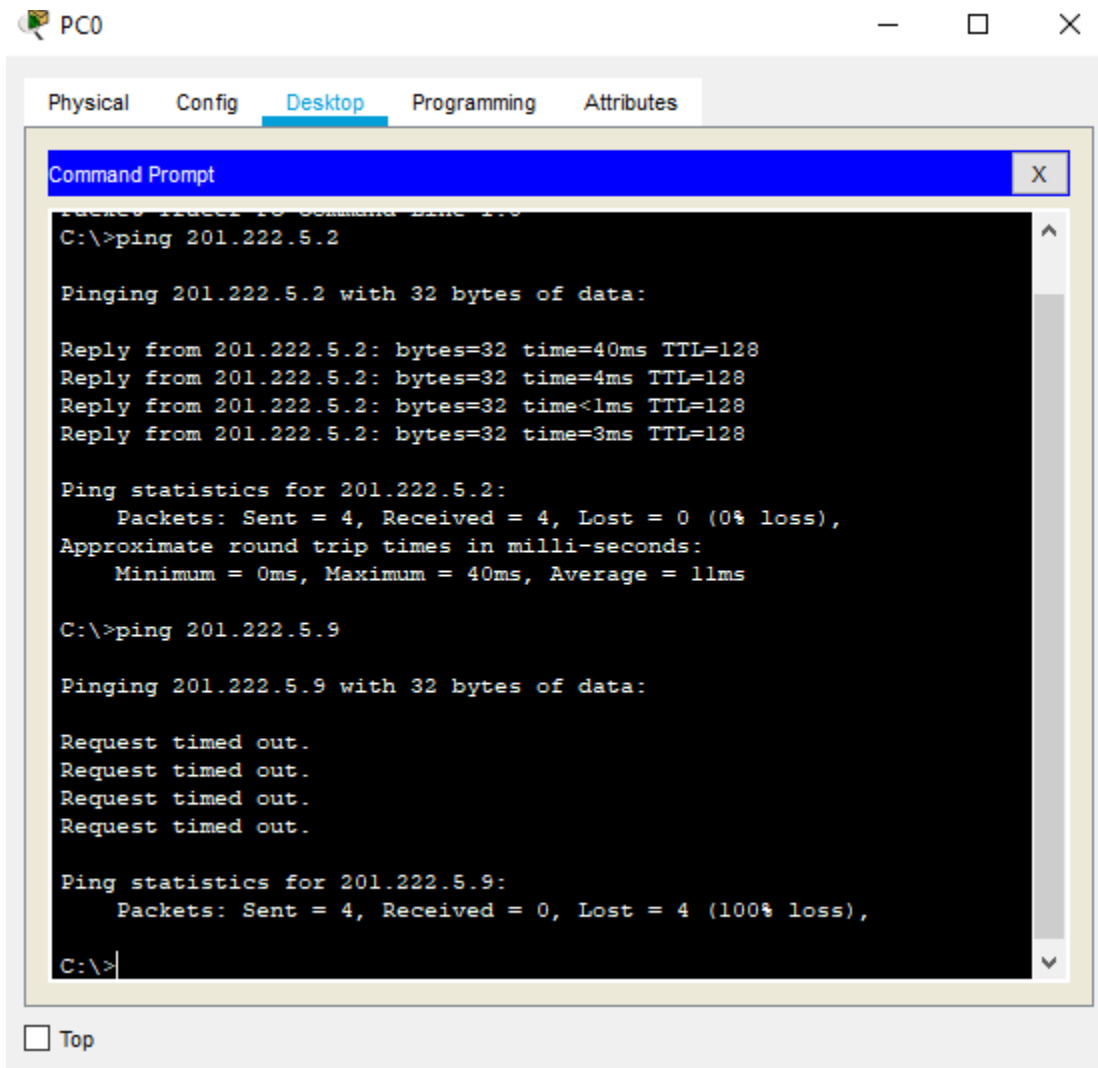 PC0
Physical Config Desktop Programming Attributes
Command Prompt
X
C:\>ping 201.222.5.2
Pinging 201.222.5.2 with 32 bytes of data:
Reply from 201.222.5.2: bytes=32 time=40ms TTL=128
Reply from 201.222.5.2: bytes=32 time=4ms TTL=128
Reply from 201.222.5.2: bytes=32 time<1ms TTL=128
Reply from 201.222.5.2: bytes=32 time=3ms TTL=128
Ping statistics for 201.222.5.2:
Packets: Sent = 4, Received = 4, Lost = 0 (0% loss),
Approximate round trip times in milli-seconds:
Minimum = 0ms, Maximum = 40ms, Average = 11ms
C:\>ping 201.222.5.9
Pinging 201.222.5.9 with 32 bytes of data:
Request timed out.
Request timed out.
Request timed out.
Request timed out.
Ping statistics for 201.222.5.9:
Packets: Sent = 4, Received = 0, Lost = 4 (100% loss),
C:\>
Top